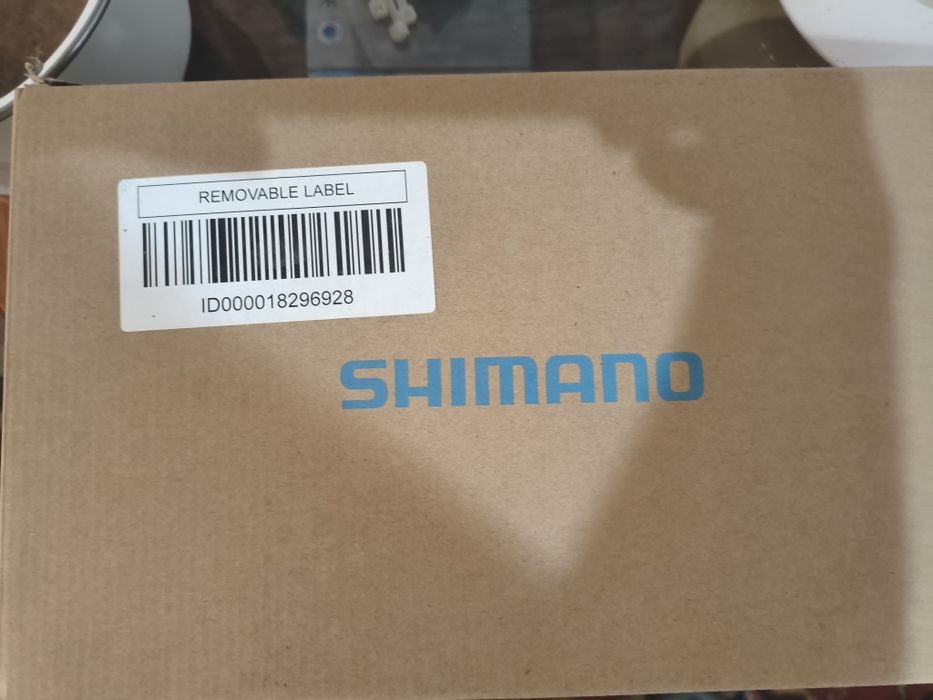 REMOVABLE LABEL
ID000018296928
SHIMANO